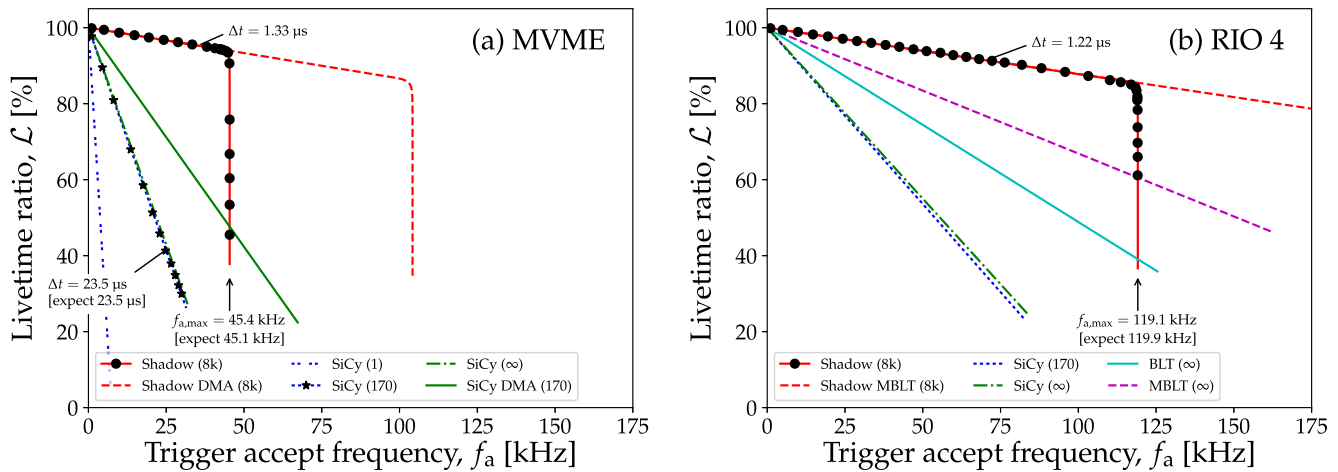 (a) MVME
Livetime ratio, ℒ [%]
100
80
60
40
20
0
Δt = 1.33 μs
Δt = 23.5 μs
[expect 23.5 μs]
f_a,max = 45.4 kHz
[expect 45.1 kHz]
Shadow (8k)
Shadow DMA (8k)
SiCy (1)
SiCy (170)
SiCy (∞)
SiCy DMA (170)
0 25 50 75 100 125 150 175
Trigger accept frequency, f_a [kHz]
(b) RIO 4
Livetime ratio, ℒ [%]
100
80
60
40
20
0
Δt = 1.22 μs
f_a,max = 119.1 kHz
[expect 119.9 kHz]
Shadow (8k)
Shadow MBLT (8k)
SiCy (170)
SiCy (∞)
BLT (∞)
MBLT (∞)
0 25 50 75 100 125 150 175
Trigger accept frequency, f_a [kHz]